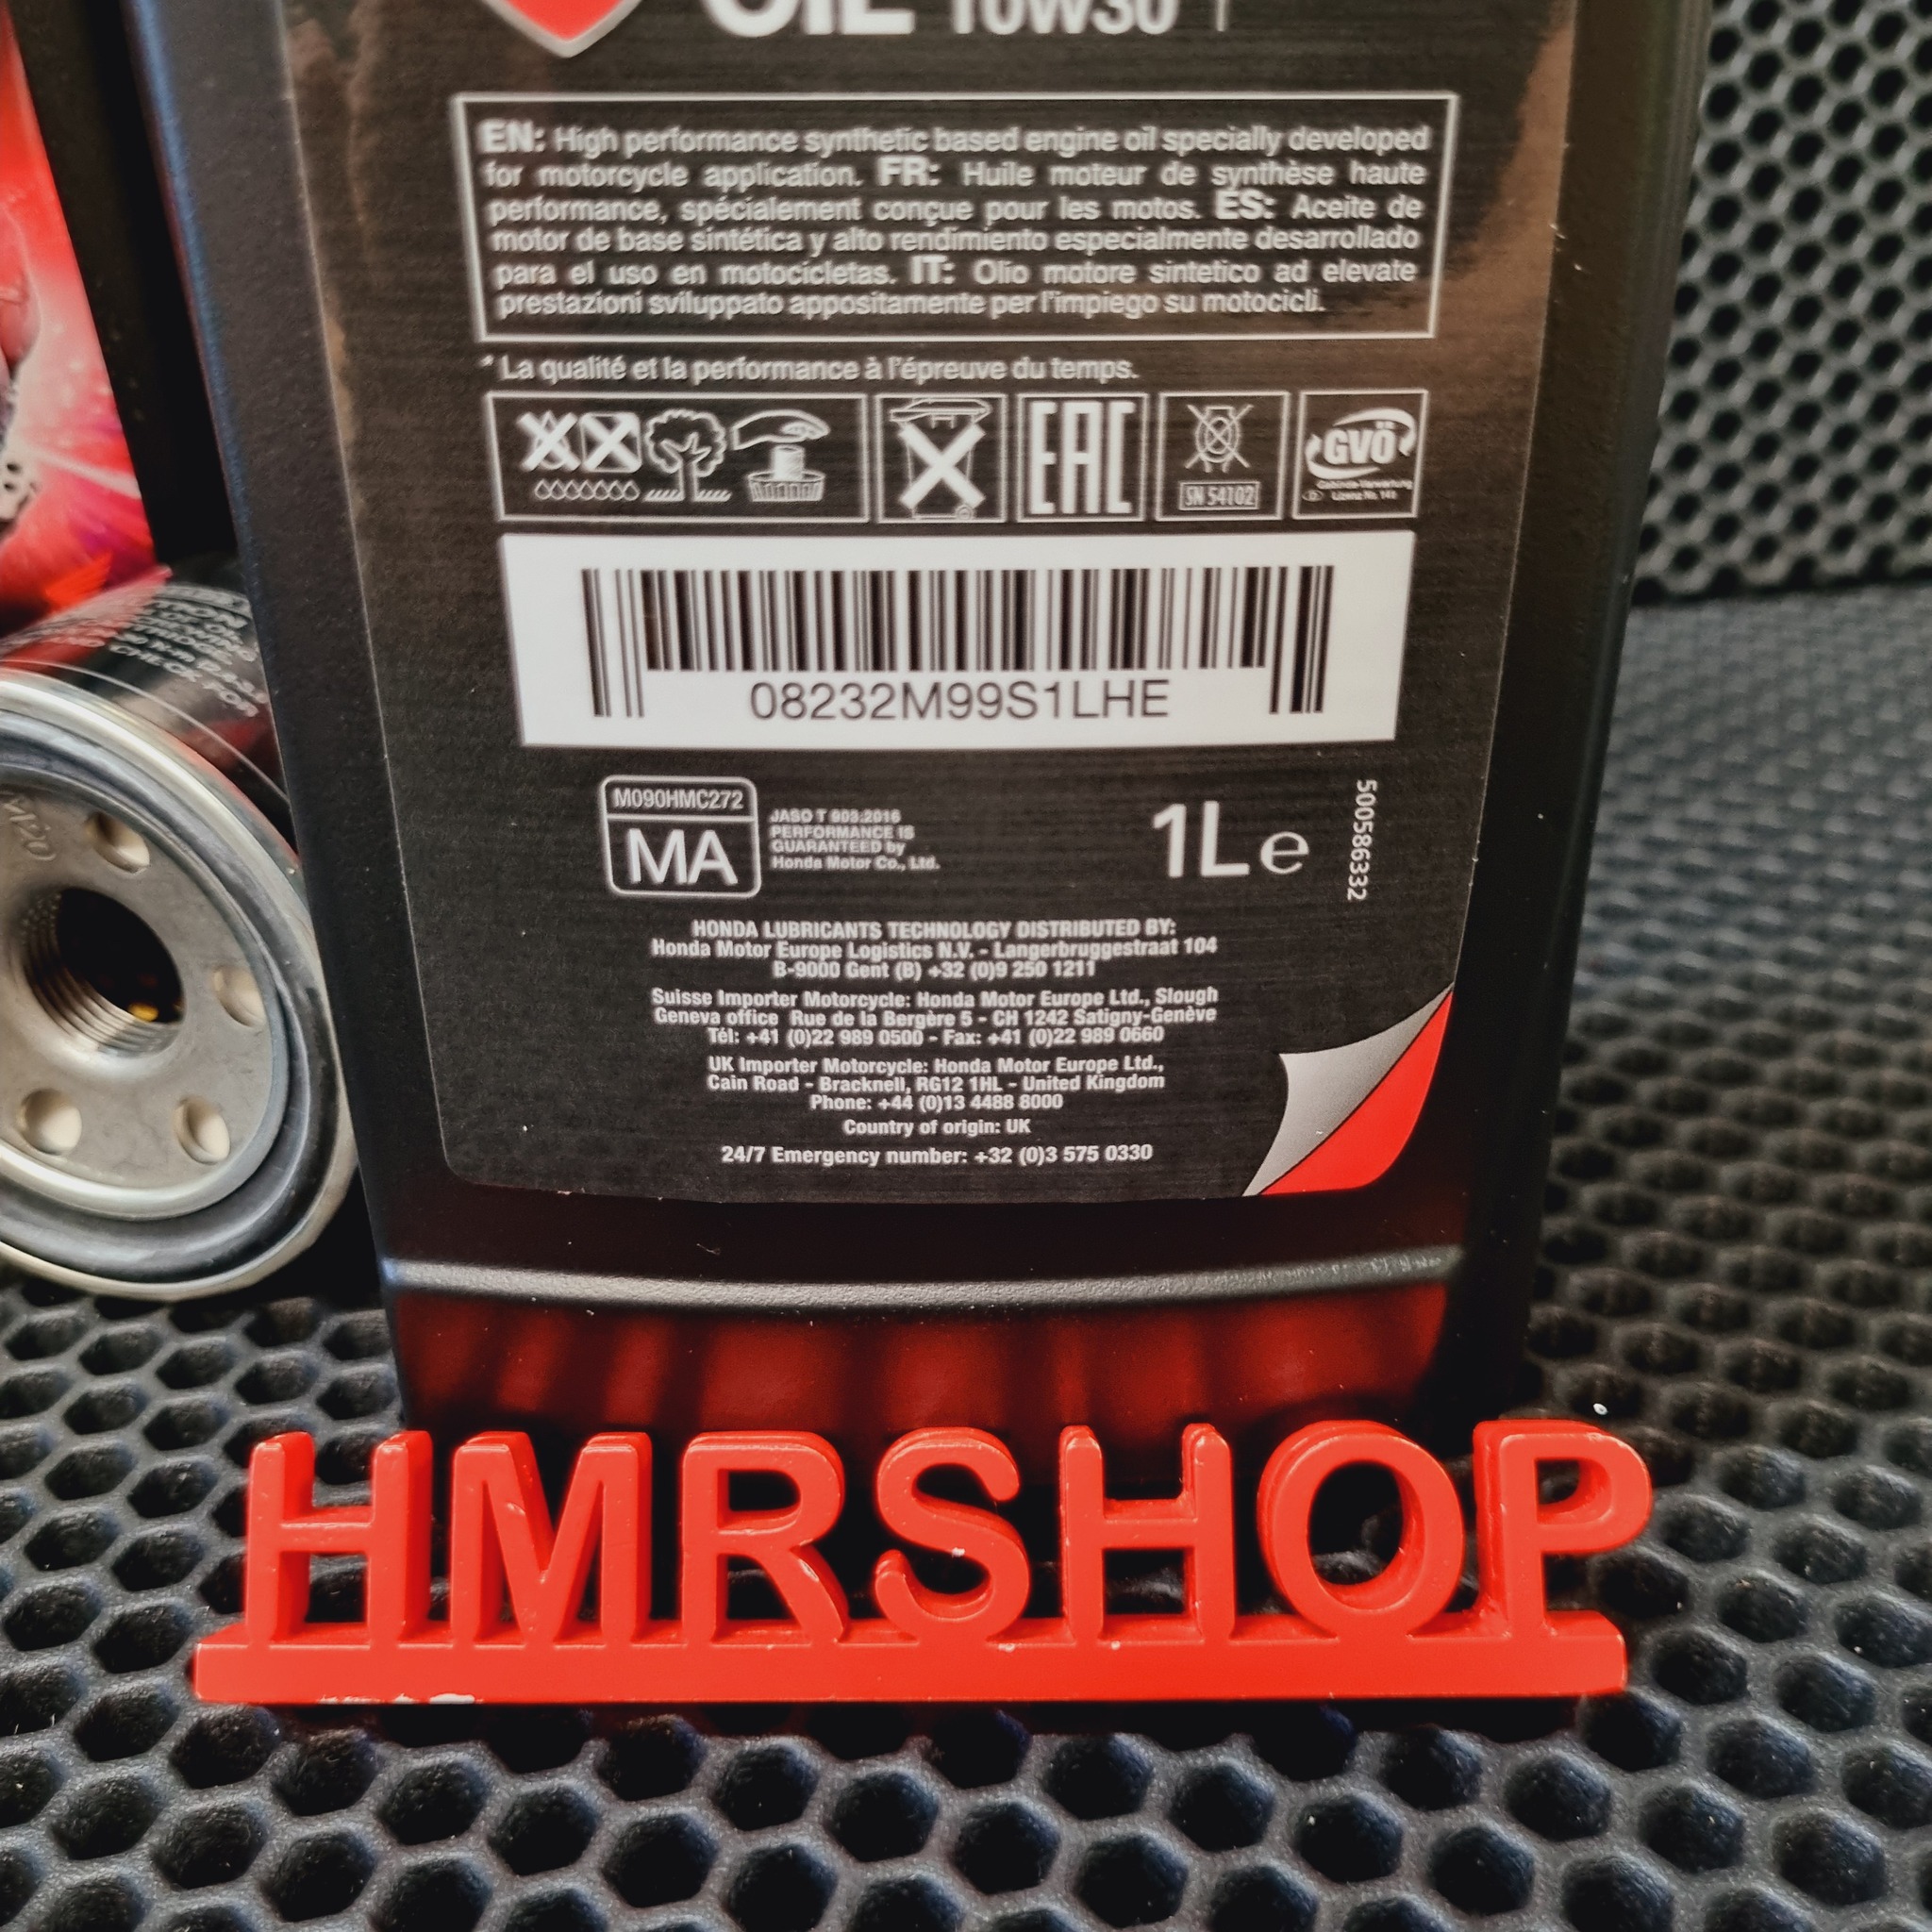 OIL 10W30
EN: High performance synthetic based engine oil specially developed
for motorcycle application. FR: Huile moteur de synthèse haute
performance, spécialement conçue pour les motos. ES: Aceite de
motor de base sintética y alto rendimiento especialmente desarrollado
para el uso en motocicletas. IT: Olio motore sintetico ad elevate
prestazioni sviluppato appositamente per l'impiego su motocicli.
* La qualité et la performance à l'épreuve du temps.
EAC
SN 54102
GVÖ
Gebinde-Verwertung
Lizenz Nr. 141
08232M99S1LHE
M090HMC272
MA
JASO T 903:2016
PERFORMANCE IS
GUARANTEED by
Honda Motor Co., Ltd.
1L e
500586332
HONDA LUBRICANTS TECHNOLOGY DISTRIBUTED BY:
Honda Motor Europe Logistics N.V. - Langerbruggestraat 104
B-9000 Gent (B) +32 (0)9 250 1211
Suisse Importer Motorcycle: Honda Motor Europe Ltd., Slough
Geneva office Rue de la Bergère 5 - CH 1242 Satigny-Genève
Tél: +41 (0)22 989 0500 - Fax: +41 (0)22 989 0660
UK Importer Motorcycle: Honda Motor Europe Ltd.,
Cain Road - Bracknell, RG12 1HL - United Kingdom
Phone: +44 (0)13 4488 8000
Country of origin: UK
24/7 Emergency number: +32 (0)3 575 0330
HMRSHOP